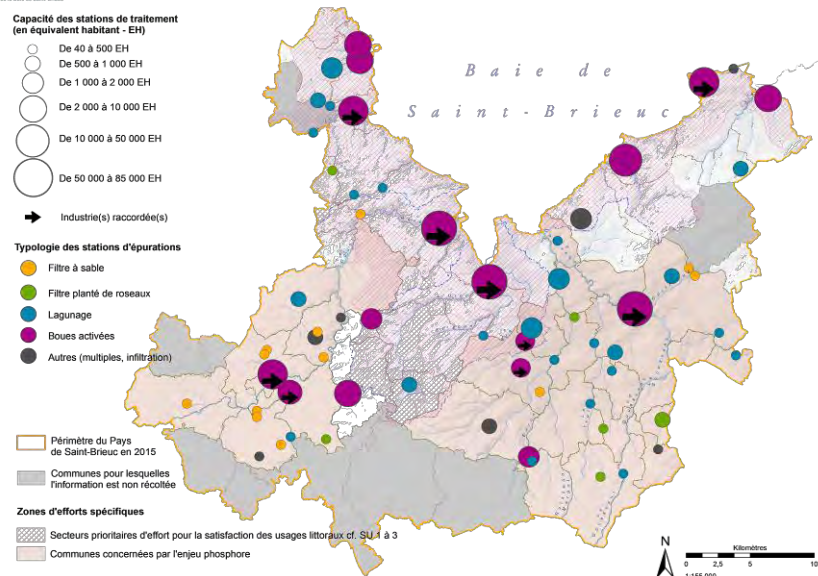 Capacité des stations de traitement
(en équivalent habitant - EH)
De 40 à 500 EH
De 500 à 1 000 EH
De 1 000 à 2 000 EH
De 2 000 à 10 000 EH
De 10 000 à 50 000 EH
De 50 000 à 85 000 EH
Industrie(s) raccordée(s)
Typologie des stations d'épurations
Filtre à sable
Filtre planté de roseaux
Lagunage
Boues activées
Autres (multiples, infiltration)
Périmètre du Pays
de Saint-Brieuc en 2015
Communes pour lesquelles
l'information est non récoltée
Zones d'efforts spécifiques
Secteurs prioritaires d'effort pour la satisfaction des usages littoraux cf. SU 1 à 3
Communes concernées par l'enjeu phosphore
Baie de
Saint-Brieuc
N
Kilomètres
0 2,5 5 10
1:155 000